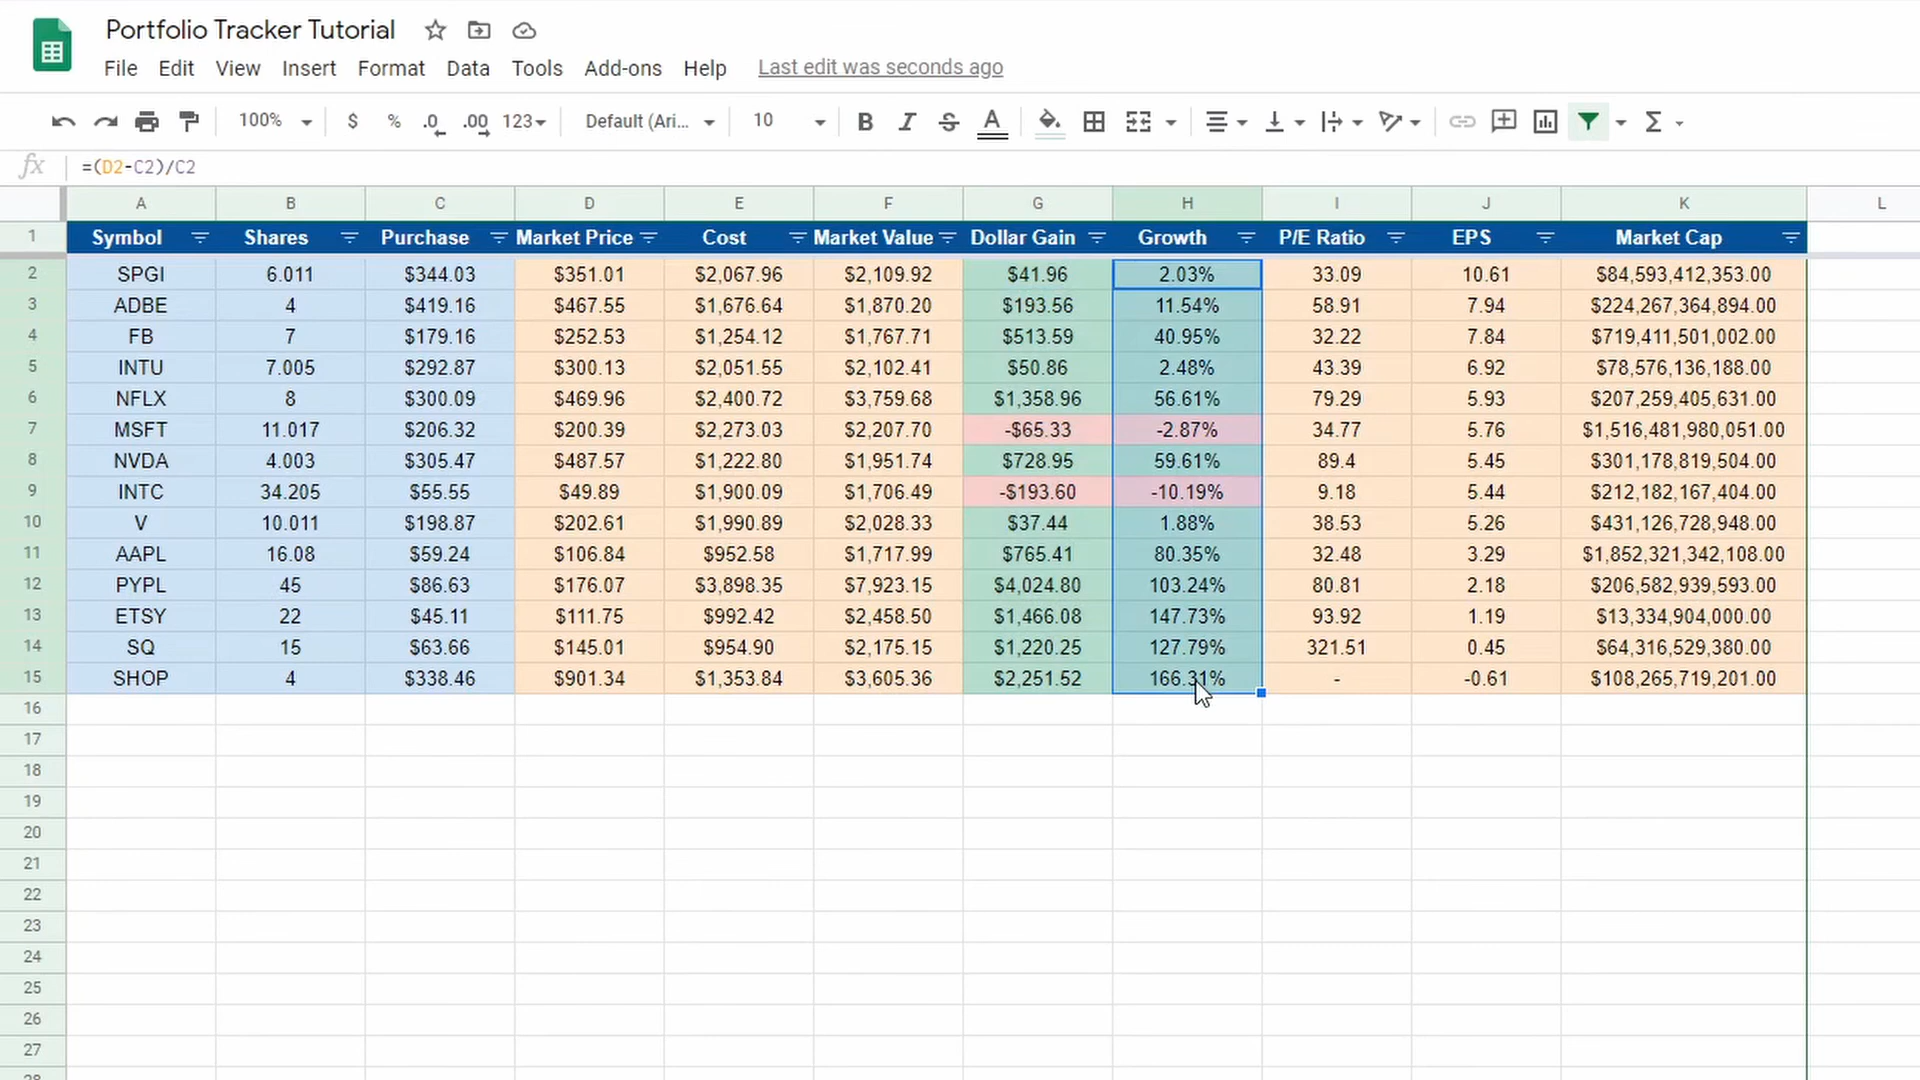 Portfolio Tracker Tutorial
File Edit View Insert Format Data Tools Add-ons Help Last edit was seconds ago
100% $ % .0 .00 123 Default (Ari... 10 B I S A Σ
fx =(D2-C2)/C2
A B C D E F G H I J K L
1 Symbol Shares Purchase Market Price Cost Market Value Dollar Gain Growth P/E Ratio EPS Market Cap
2 SPGI 6.011 $344.03 $351.01 $2,067.96 $2,109.92 $41.96 2.03% 33.09 10.61 $84,593,412,353.00
3 ADBE 4 $419.16 $467.55 $1,676.64 $1,870.20 $193.56 11.54% 58.91 7.94 $224,267,364,894.00
4 FB 7 $179.16 $252.53 $1,254.12 $1,767.71 $513.59 40.95% 32.22 7.84 $719,411,501,002.00
5 INTU 7.005 $292.87 $300.13 $2,051.55 $2,102.41 $50.86 2.48% 43.39 6.92 $78,576,136,188.00
6 NFLX 8 $300.09 $469.96 $2,400.72 $3,759.68 $1,358.96 56.61% 79.29 5.93 $207,259,405,631.00
7 MSFT 11.017 $206.32 $200.39 $2,273.03 $2,207.70 -$65.33 -2.87% 34.77 5.76 $1,516,481,980,051.00
8 NVDA 4.003 $305.47 $487.57 $1,222.80 $1,951.74 $728.95 59.61% 89.4 5.45 $301,178,819,504.00
9 INTC 34.205 $55.55 $49.89 $1,900.09 $1,706.49 -$193.60 -10.19% 9.18 5.44 $212,182,167,404.00
10 V 10.011 $198.87 $202.61 $1,990.89 $2,028.33 $37.44 1.88% 38.53 5.26 $431,126,728,948.00
11 AAPL 16.08 $59.24 $106.84 $952.58 $1,717.99 $765.41 80.35% 32.48 3.29 $1,852,321,342,108.00
12 PYPL 45 $86.63 $176.07 $3,898.35 $7,923.15 $4,024.80 103.24% 80.81 2.18 $206,582,939,593.00
13 ETSY 22 $45.11 $111.75 $992.42 $2,458.50 $1,466.08 147.73% 93.92 1.19 $13,334,904,000.00
14 SQ 15 $63.66 $145.01 $954.90 $2,175.15 $1,220.25 127.79% 321.51 0.45 $64,316,529,380.00
15 SHOP 4 $338.46 $901.34 $1,353.84 $3,605.36 $2,251.52 166.31% - -0.61 $108,265,719,201.00
16
17
18
19
20
21
22
23
24
25
26
27
28